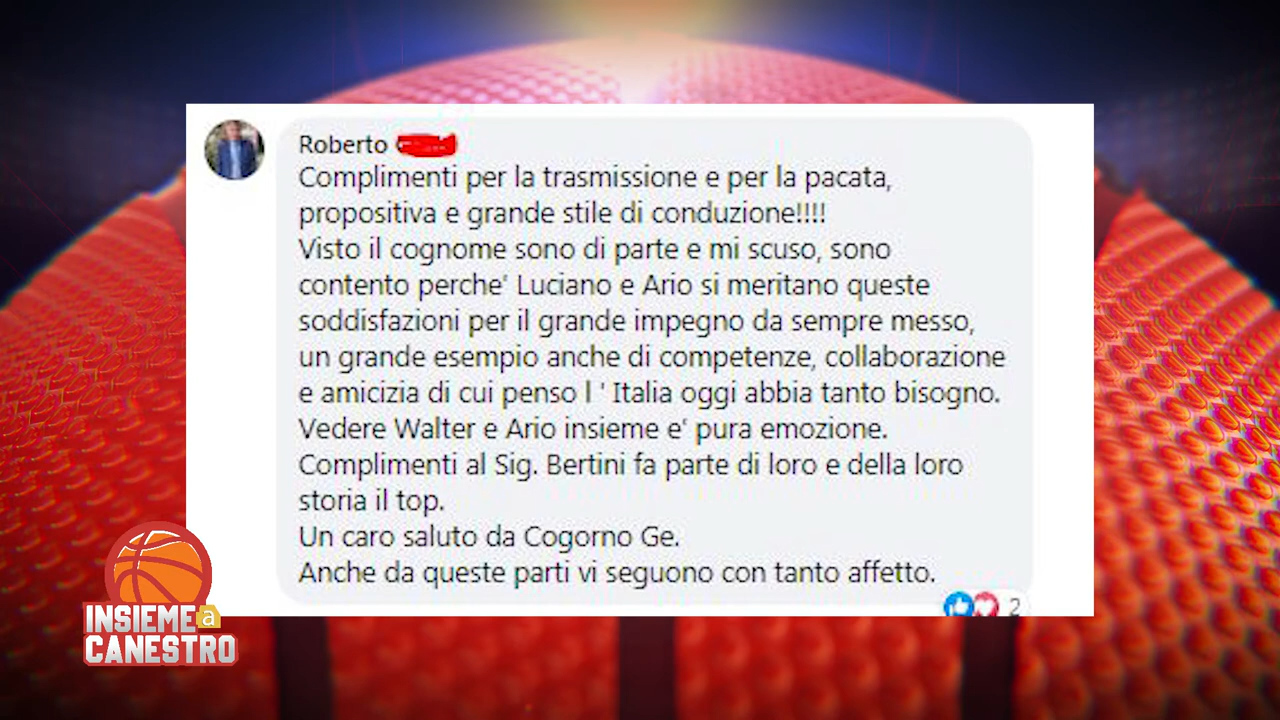 Roberto
Complimenti per la trasmissione e per la pacata,
propositiva e grande stile di conduzione!!!!
Visto il cognome sono di parte e mi scuso, sono
contento perche' Luciano e Ario si meritano queste
soddisfazioni per il grande impegno da sempre messo,
un grande esempio anche di competenze, collaborazione
e amicizia di cui penso l ' Italia oggi abbia tanto bisogno.
Vedere Walter e Ario insieme e' pura emozione.
Complimenti al Sig. Bertini fa parte di loro e della loro
storia il top.
Un caro saluto da Cogorno Ge.
Anche da queste parti vi seguono con tanto affetto.
2
INSIEME a
CANESTRO